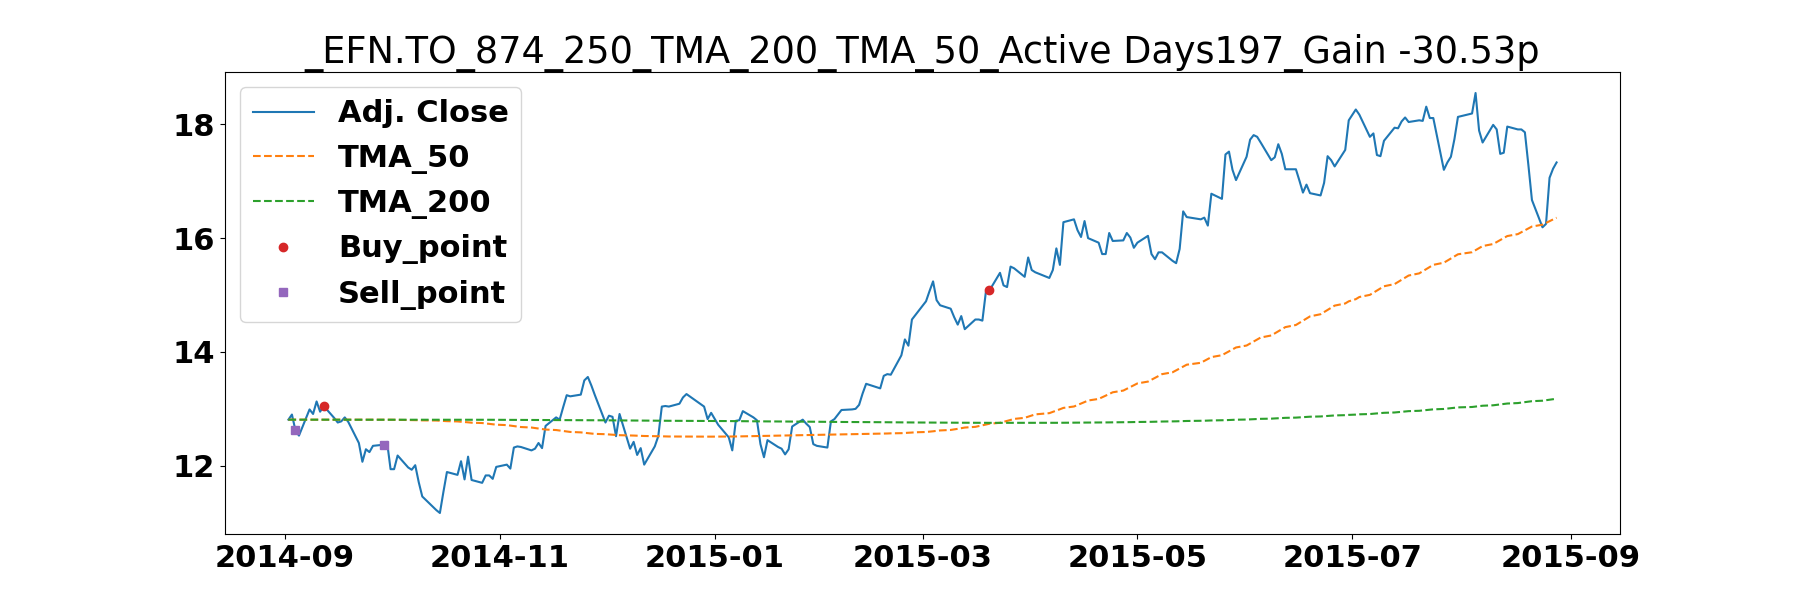 _EFN.TO_874_250_TMA_200_TMA_50_Active Days197_Gain -30.53p
Adj. Close
TMA_50
TMA_200
Buy_point
Sell_point
18
16
14
12
2014-09 2014-11 2015-01 2015-03 2015-05 2015-07 2015-09